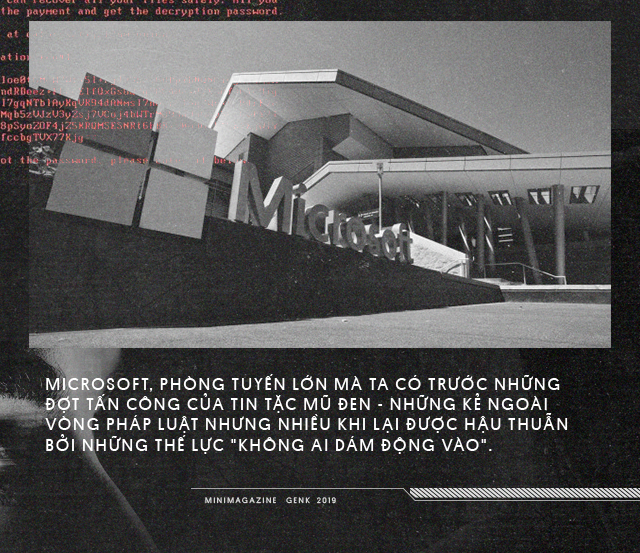 can recover all your files safely. All you
the payment and get the decryption password.
at
Microsoft
MICROSOFT, PHÒNG TUYẾN LỚN MÀ TA CÓ TRƯỚC NHỮNG
ĐỢT TẤN CÔNG CỦA TIN TẶC MŨ ĐEN - NHỮNG KẺ NGOÀI
VÒNG PHÁP LUẬT NHƯNG NHIỀU KHI LẠI ĐƯỢC HẬU THUẪN
BỞI NHỮNG THẾ LỰC "KHÔNG AI DÁM ĐỘNG VÀO".
MINIMAGAZINE GENK 2019